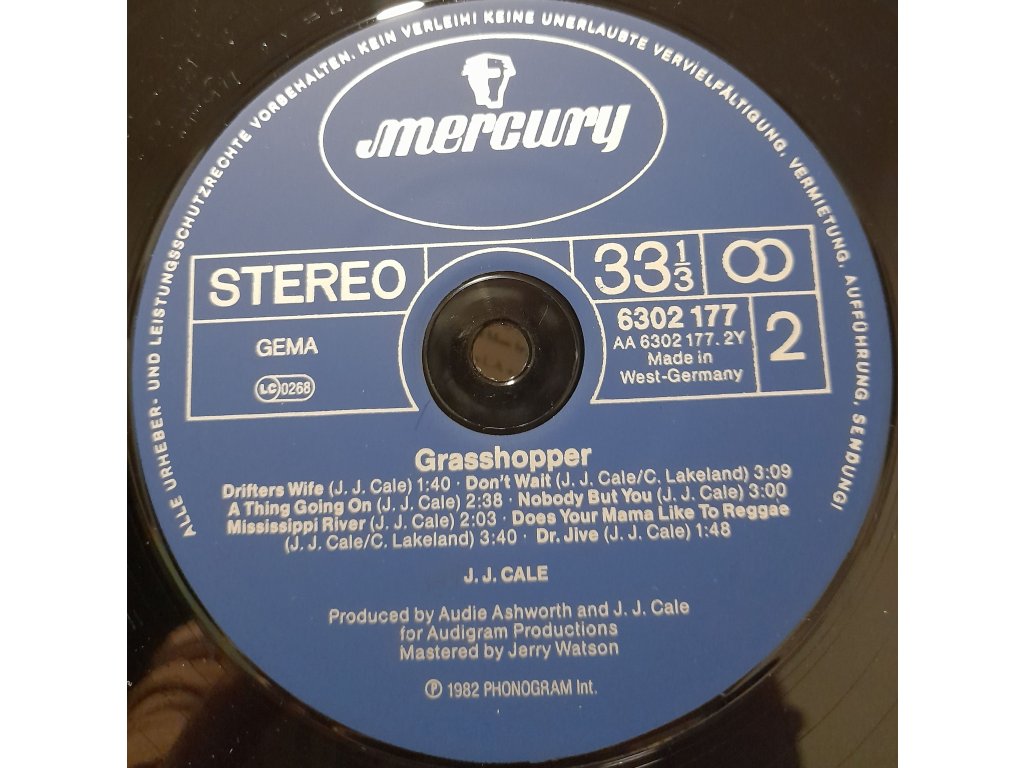 ALLE URHEBER- UND LEISTUNGSSCHUTZRECHTE VORBEHALTEN. KEIN VERLEIH! KEINE UNERLAUBTE VERVIELFÄLTIGUNG, VERMIETUNG, AUFFÜHRUNG, SENDUNG!
mercury
STEREO
33 1/3
GEMA
LC 0268
6302 177
AA 6302 177. 2Y
Made in
West-Germany
2
Grasshopper
Drifters Wife (J. J. Cale) 1:40 · Don't Wait (J. J. Cale/C. Lakeland) 3:09
A Thing Going On (J. J. Cale) 2:38 · Nobody But You (J. J. Cale) 3:00
Mississippi River (J. J. Cale) 2:03 · Does Your Mama Like To Reggae
(J. J. Cale/C. Lakeland) 3:40 · Dr. Jive (J. J. Cale) 1:48
J. J. CALE
Produced by Audie Ashworth and J. J. Cale
for Audigram Productions
Mastered by Jerry Watson
℗ 1982 PHONOGRAM Int.